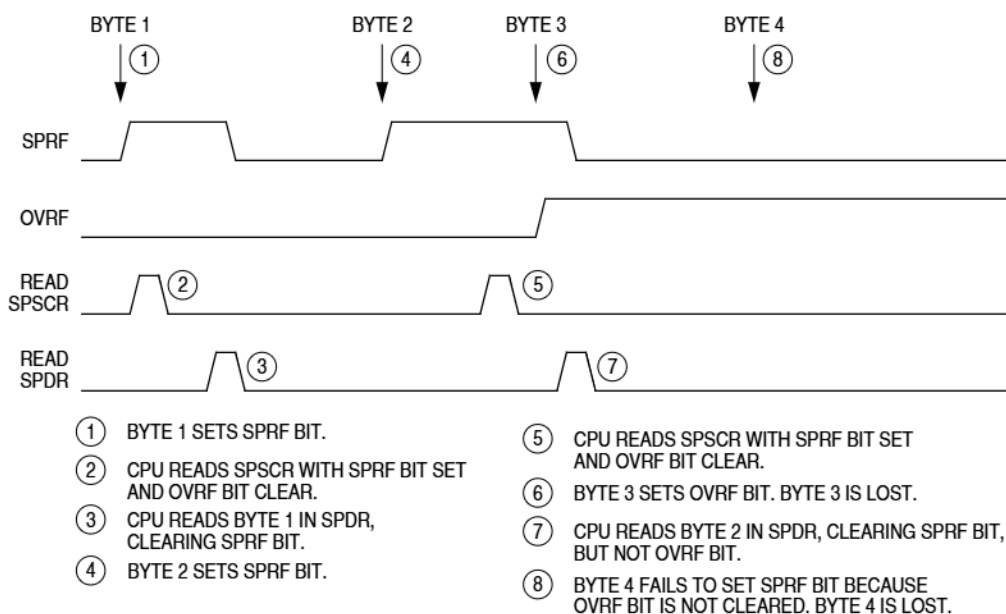 BYTE 1 BYTE 2 BYTE 3 BYTE 4
1 4 6 8
SPRF
OVRF
READ
SPSCR
2 5
READ
SPDR
3 7
1 BYTE 1 SETS SPRF BIT.
2 CPU READS SPSCR WITH SPRF BIT SET
AND OVRF BIT CLEAR.
3 CPU READS BYTE 1 IN SPDR,
CLEARING SPRF BIT.
4 BYTE 2 SETS SPRF BIT.
5 CPU READS SPSCR WITH SPRF BIT SET
AND OVRF BIT CLEAR.
6 BYTE 3 SETS OVRF BIT. BYTE 3 IS LOST.
7 CPU READS BYTE 2 IN SPDR, CLEARING SPRF BIT,
BUT NOT OVRF BIT.
8 BYTE 4 FAILS TO SET SPRF BIT BECAUSE
OVRF BIT IS NOT CLEARED. BYTE 4 IS LOST.